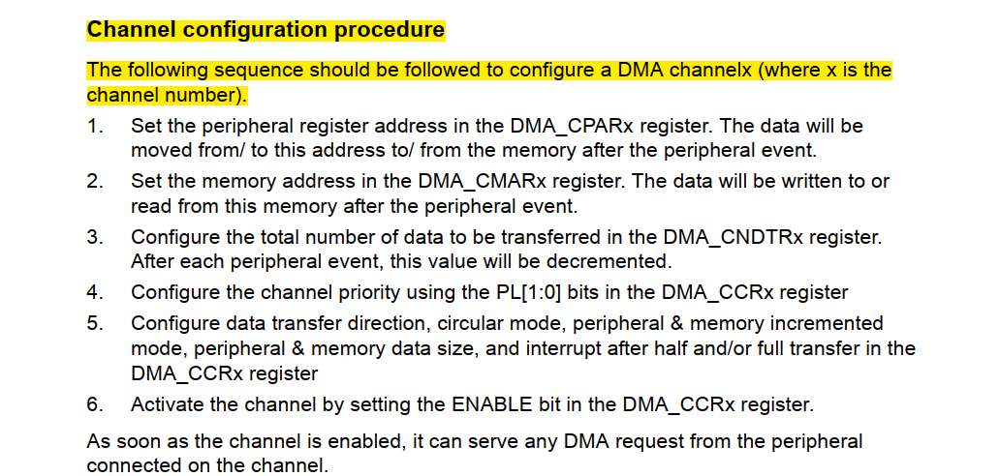 Channel configuration procedure
The following sequence should be followed to configure a DMA channelx (where x is the
channel number).
1. Set the peripheral register address in the DMA_CPARx register. The data will be
moved from/ to this address to/ from the memory after the peripheral event.
2. Set the memory address in the DMA_CMARx register. The data will be written to or
read from this memory after the peripheral event.
3. Configure the total number of data to be transferred in the DMA_CNDTRx register.
After each peripheral event, this value will be decremented.
4. Configure the channel priority using the PL[1:0] bits in the DMA_CCRx register
5. Configure data transfer direction, circular mode, peripheral & memory incremented
mode, peripheral & memory data size, and interrupt after half and/or full transfer in the
DMA_CCRx register
6. Activate the channel by setting the ENABLE bit in the DMA_CCRx register.
As soon as the channel is enabled, it can serve any DMA request from the peripheral
connected on the channel.